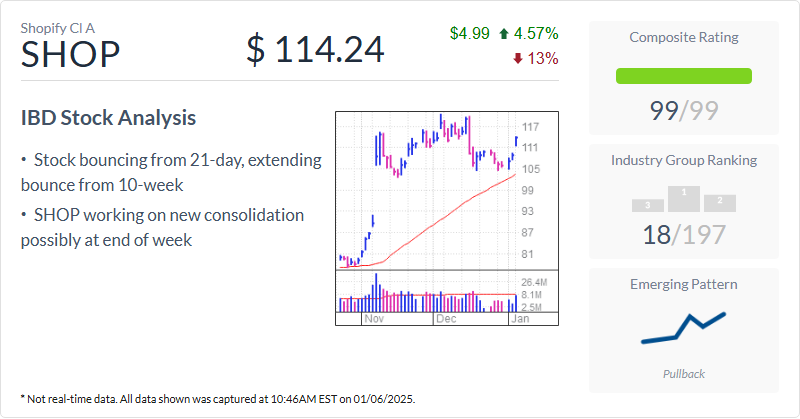 Shopify Cl A
SHOP
$ 114.24
$4.99 4.57%
13%
IBD Stock Analysis
• Stock bouncing from 21-day, extending
bounce from 10-week
• SHOP working on new consolidation
possibly at end of week
117
111
105
99
93
87
81
26.4M
8.1M
2.5M
Nov Dec Jan
Composite Rating
99/99
Industry Group Ranking
3 1 2
18/197
Emerging Pattern
Pullback
* Not real-time data. All data shown was captured at 10:46AM EST on 01/06/2025.